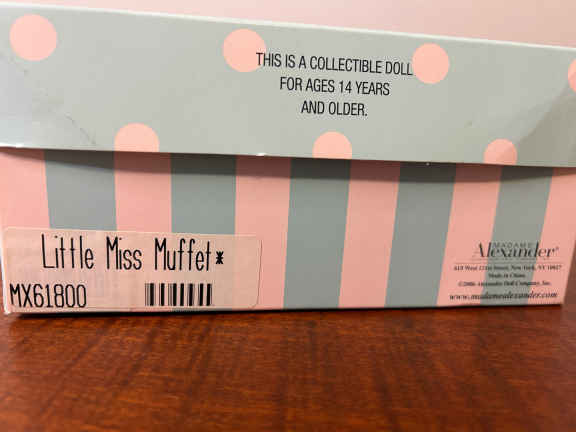 THIS IS A COLLECTIBLE DOLL
FOR AGES 14 YEARS
AND OLDER.
Little Miss Muffet*
MX61800
MADAME
Alexander®
615 West 131st Street, New York, NY 10027
Made in China.
©2006 Alexander Doll Company, Inc.
www.madamealexander.com